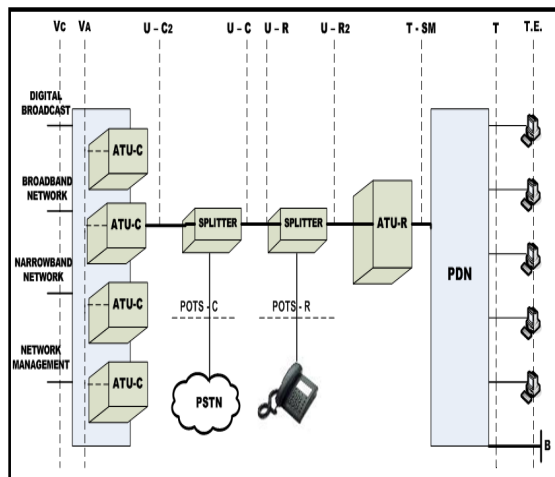 Vc VA U – C2 U – C U – R U – R2 T - SM T T.E.
DIGITAL
BROADCAST
ATU-C
BROADBAND
NETWORK
ATU-C
SPLITTER
SPLITTER
ATU-R
PDN
NARROWBAND
NETWORK
ATU-C
POTS - C
POTS - R
NETWORK
MANAGEMENT
ATU-C
PSTN
B